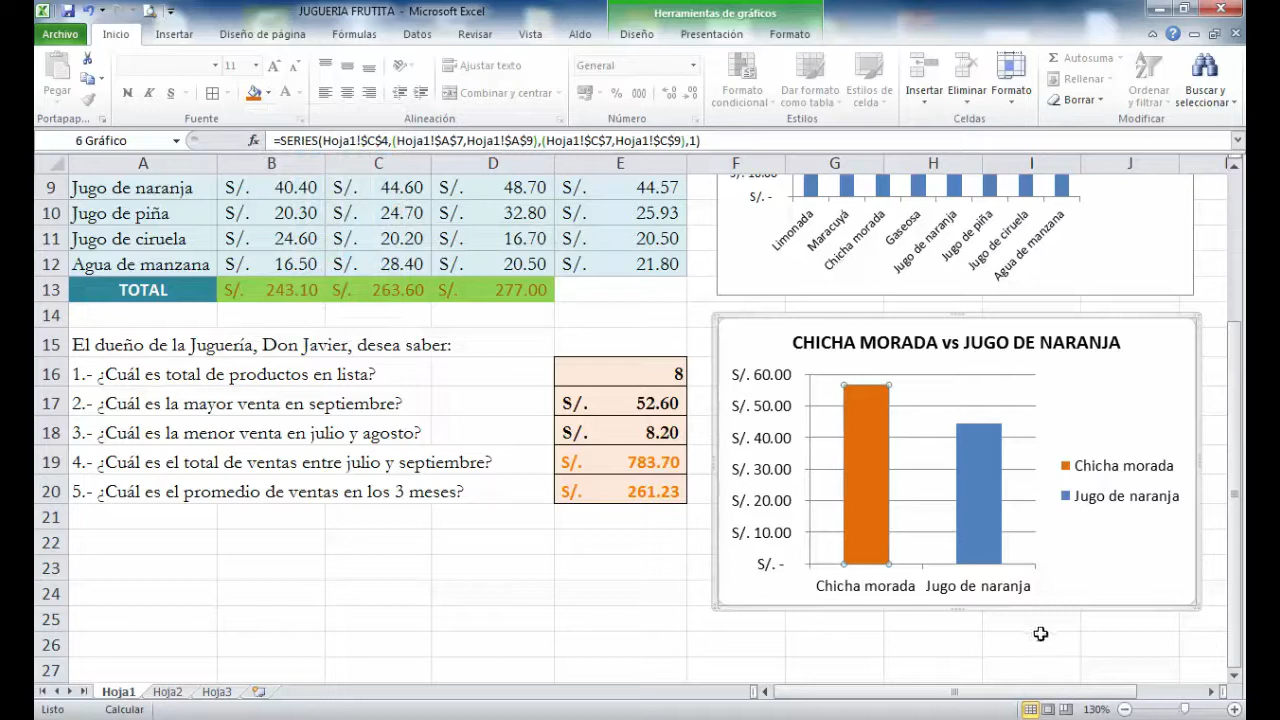 JUGUERIA FRUTITA - Microsoft Excel
Herramientas de gráficos
Archivo Inicio Insertar Diseño de página Fórmulas Datos Revisar Vista Aldo Diseño Presentación Formato
Pegar
11
Ajustar texto
Combinar y centrar
General
Formato condicional
Dar formato como tabla
Estilos de celda
Insertar
Eliminar
Formato
Autosuma
Rellenar
Borrar
Ordenar y filtrar
Buscar y seleccionar
Portapap... Fuente Alineación Número Estilos Celdas Modificar
6 Gráfico fx =SERIES(Hoja1!$C$4,(Hoja1!$A$7,Hoja1!$A$9),(Hoja1!$C$7,Hoja1!$C$9),1)
A B C D E F G H I J
9 Jugo de naranja S/. 40.40 S/. 44.60 S/. 48.70 S/. 44.57
10 Jugo de piña S/. 20.30 S/. 24.70 S/. 32.80 S/. 25.93
11 Jugo de ciruela S/. 24.60 S/. 20.20 S/. 16.70 S/. 20.50
12 Agua de manzana S/. 16.50 S/. 28.40 S/. 20.50 S/. 21.80
13 TOTAL S/. 243.10 S/. 263.60 S/. 277.00
14
15 El dueño de la Juguería, Don Javier, desea saber:
16 1.- ¿Cuál es total de productos en lista? 8
17 2.- ¿Cuál es la mayor venta en septiembre? S/. 52.60
18 3.- ¿Cuál es la menor venta en julio y agosto? S/. 8.20
19 4.- ¿Cuál es el total de ventas entre julio y septiembre? S/. 783.70
20 5.- ¿Cuál es el promedio de ventas en los 3 meses? S/. 261.23
21
22
23
24
25
26
27
S/. -
Limonada
Maracuyá
Chicha morada
Gaseosa
Jugo de naranja
Jugo de piña
Jugo de ciruela
Agua de manzana
CHICHA MORADA vs JUGO DE NARANJA
S/. 60.00
S/. 50.00
S/. 40.00
S/. 30.00
S/. 20.00
S/. 10.00
S/. -
Chicha morada Jugo de naranja
Chicha morada
Jugo de naranja
Hoja1 Hoja2 Hoja3
Listo Calcular 130%